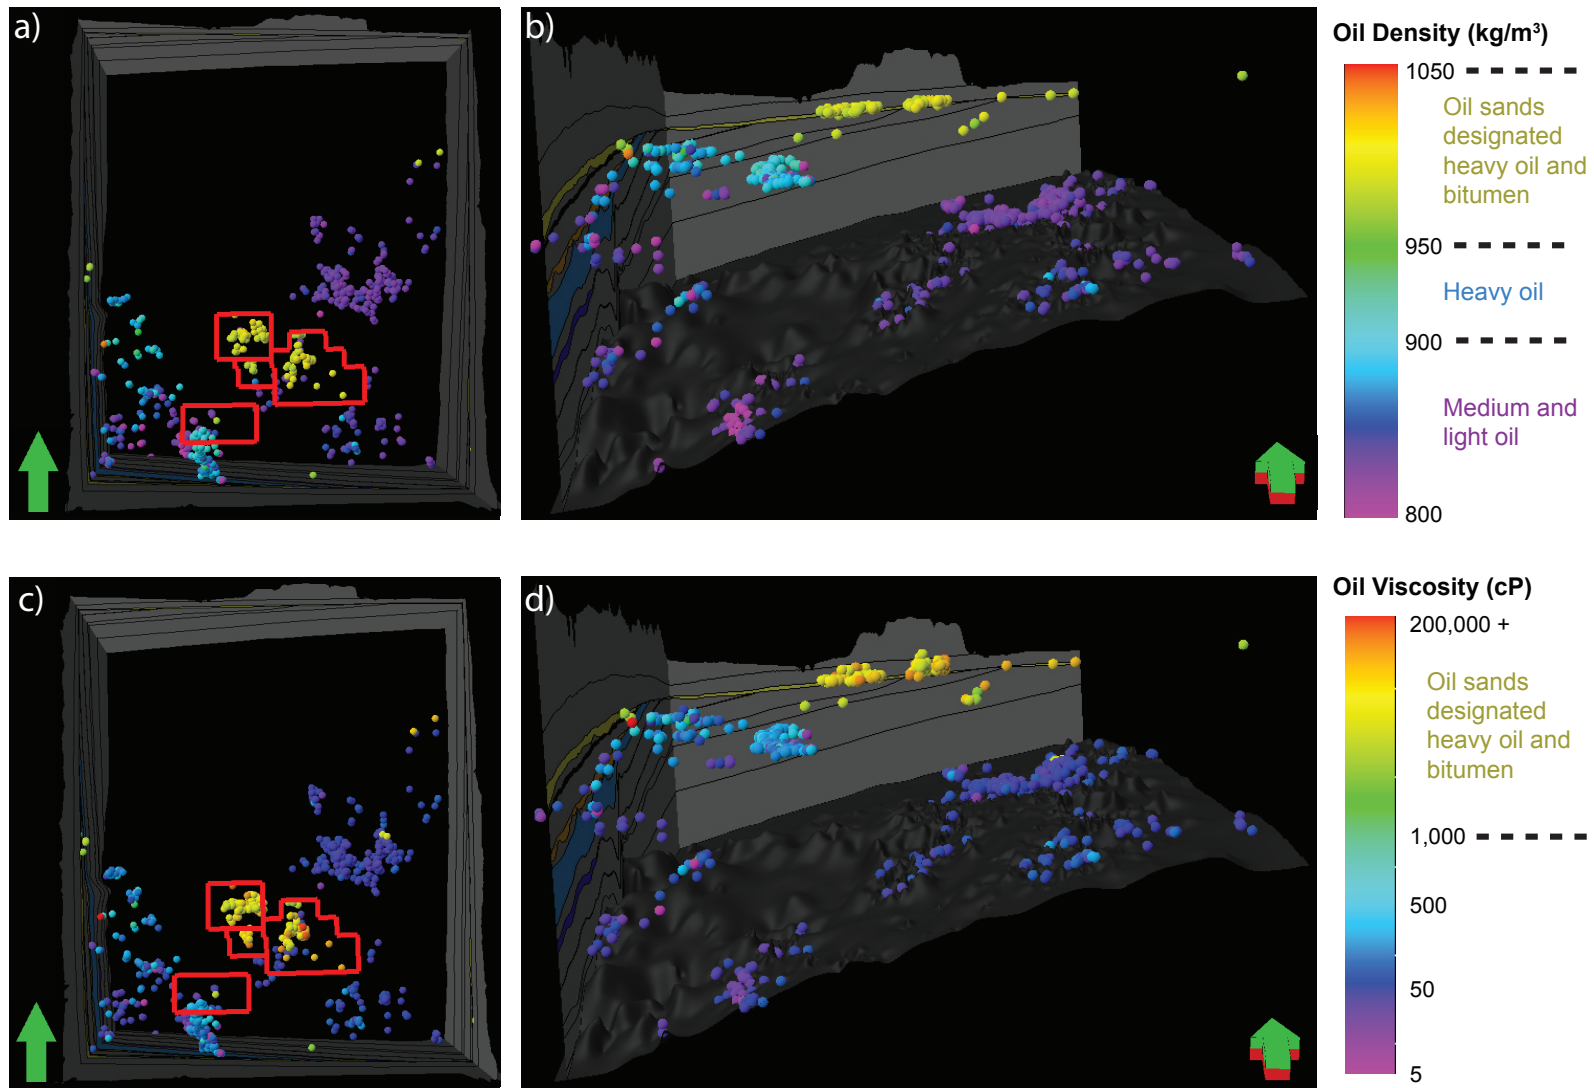 a)
b)
Oil Density (kg/m³)
1050
Oil sands
designated
heavy oil and
bitumen
950
Heavy oil
900
Medium and
light oil
800
c)
d)
Oil Viscosity (cP)
200,000 +
Oil sands
designated
heavy oil and
bitumen
1,000
500
50
5